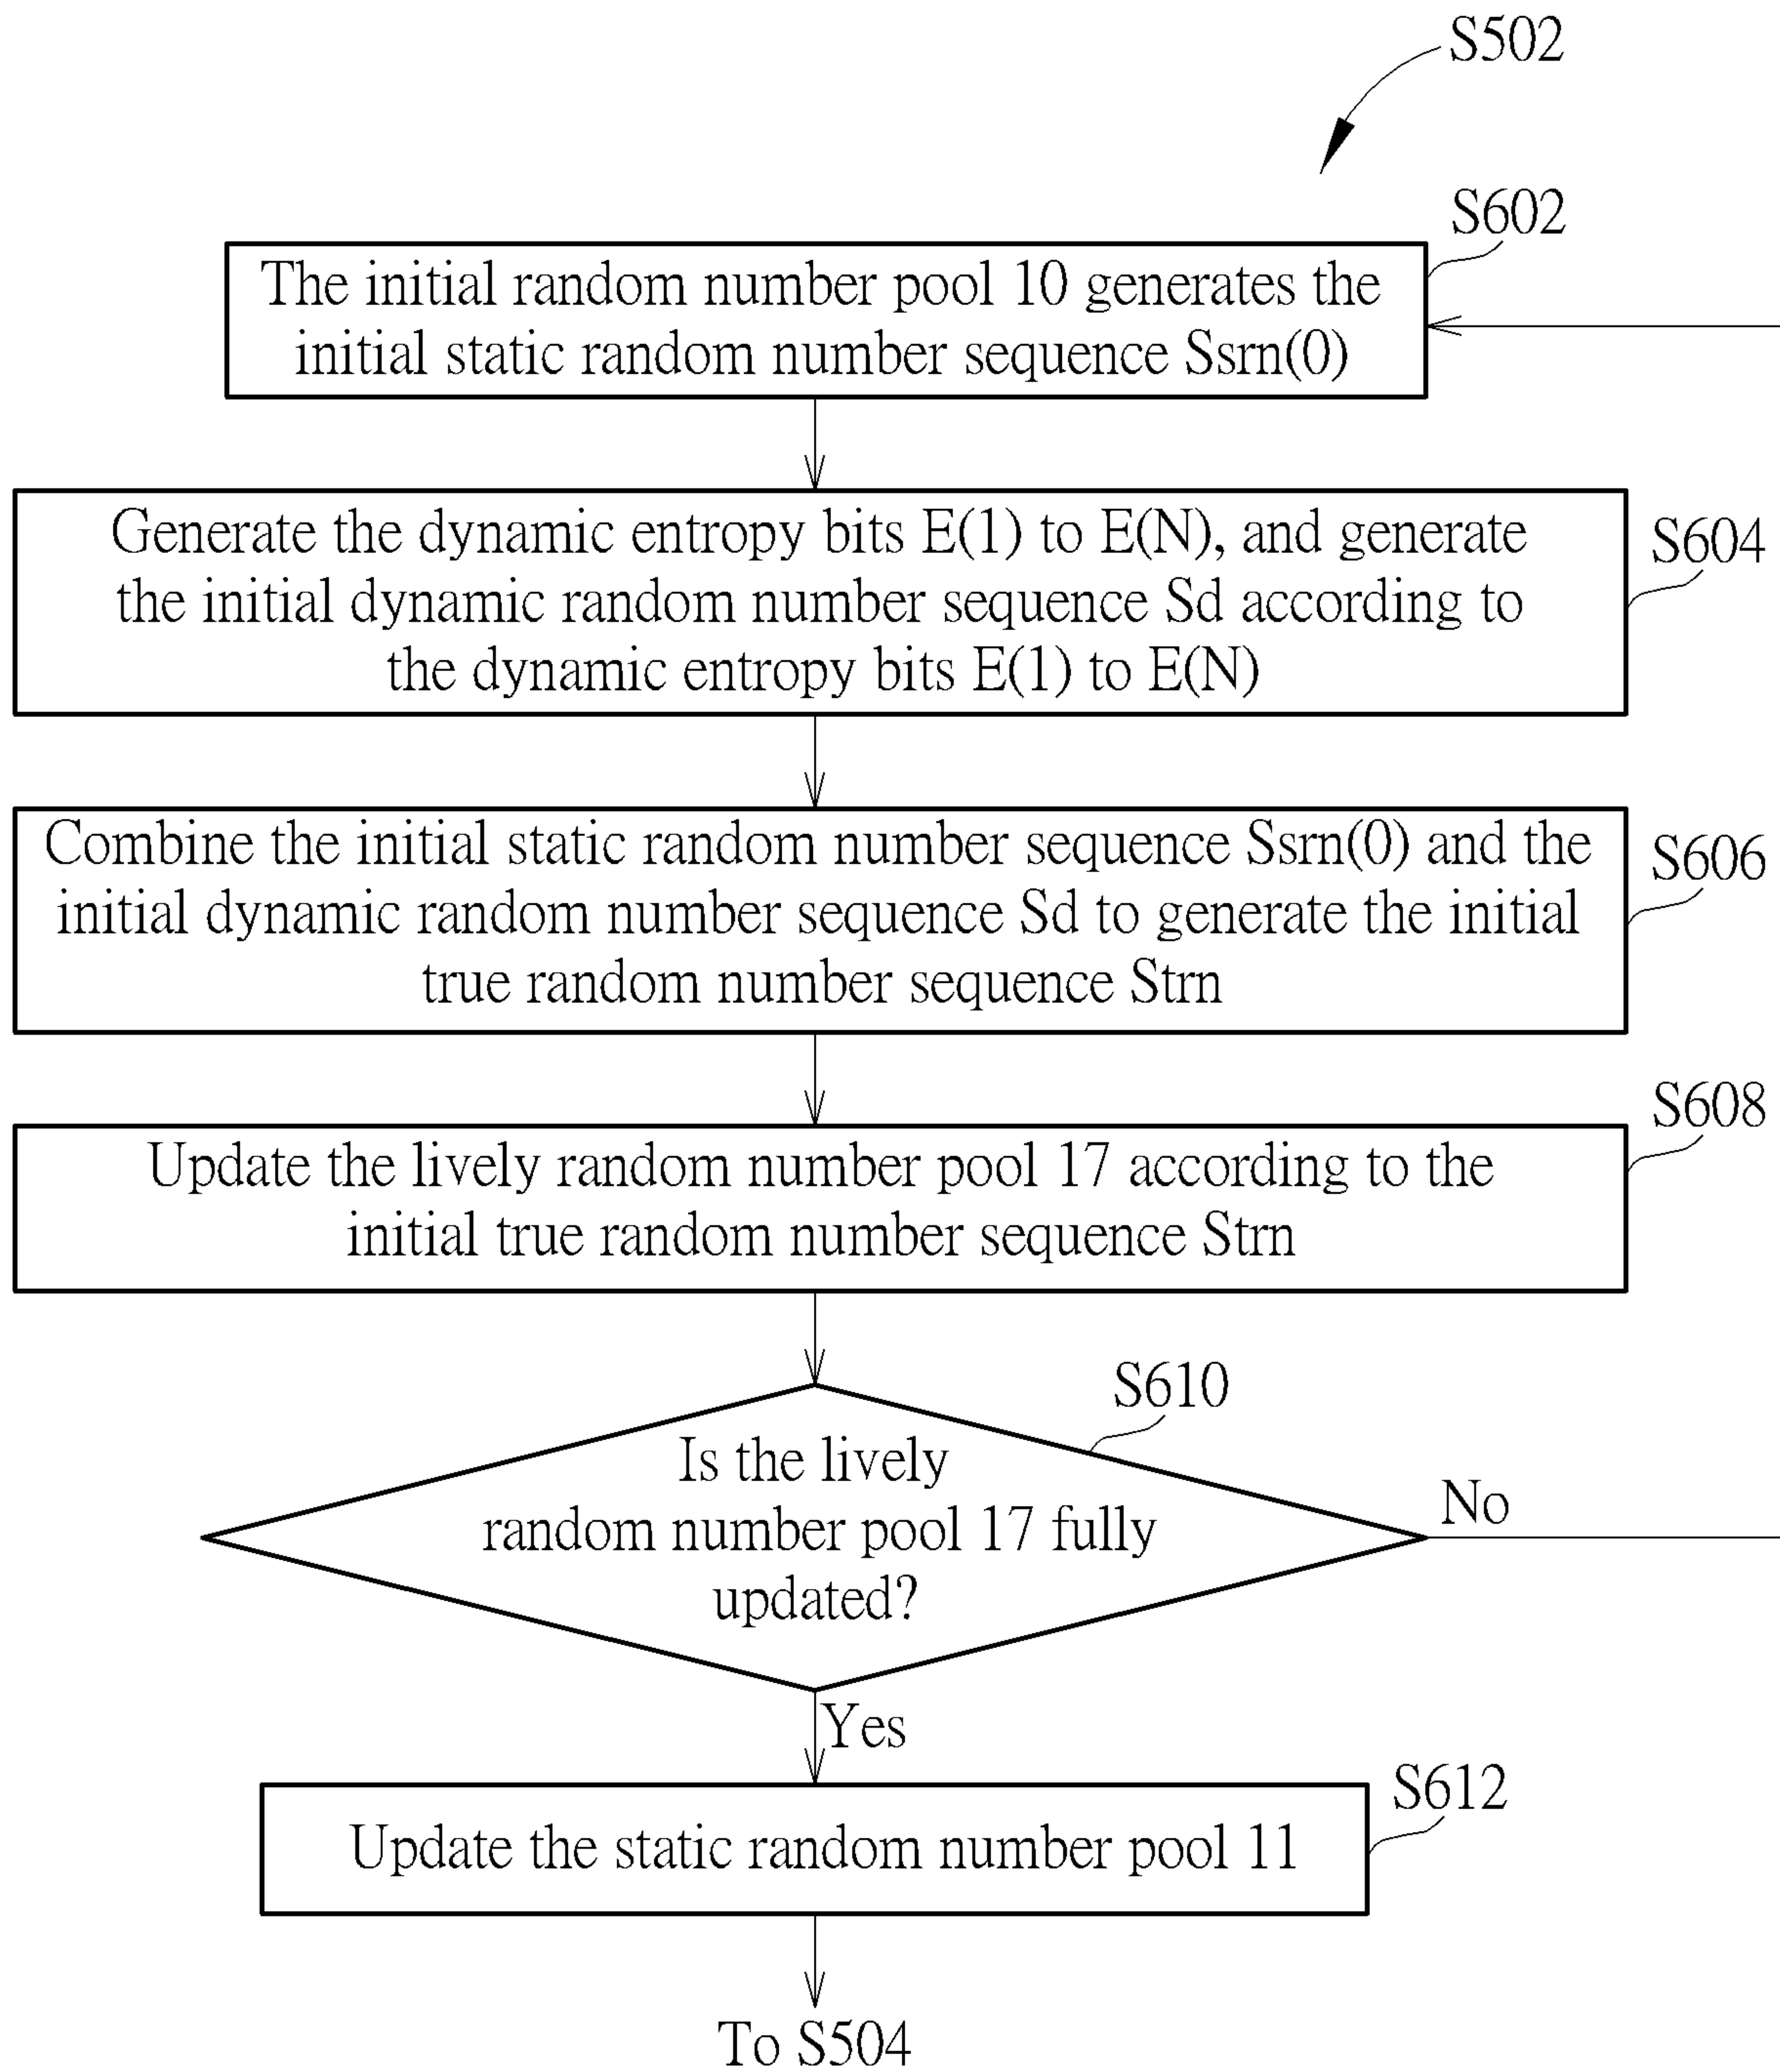 S502
S602
The initial random number pool 10 generates the
initial static random number sequence Ssrn(0)
Generate the dynamic entropy bits E(1) to E(N), and generate
the initial dynamic random number sequence Sd according to
the dynamic entropy bits E(1) to E(N)
S604
Combine the initial static random number sequence Ssrn(0) and the
initial dynamic random number sequence Sd to generate the initial
true random number sequence Strn
S606
S608
Update the lively random number pool 17 according to the
initial true random number sequence Strn
S610
Is the lively
random number pool 17 fully
updated?
No
Yes
S612
Update the static random number pool 11
To S504